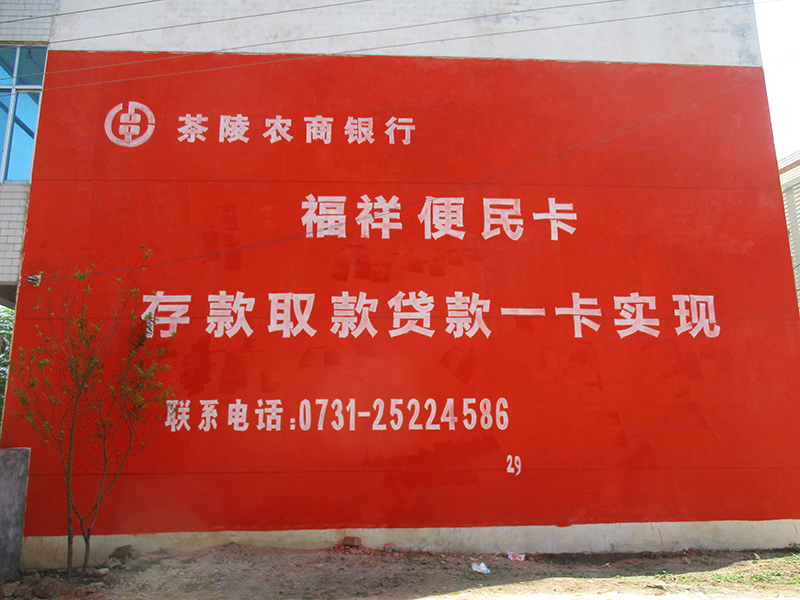 茶陵农商银行
福祥便民卡
存款取款贷款一卡实现
联系电话:0731-25224586
29